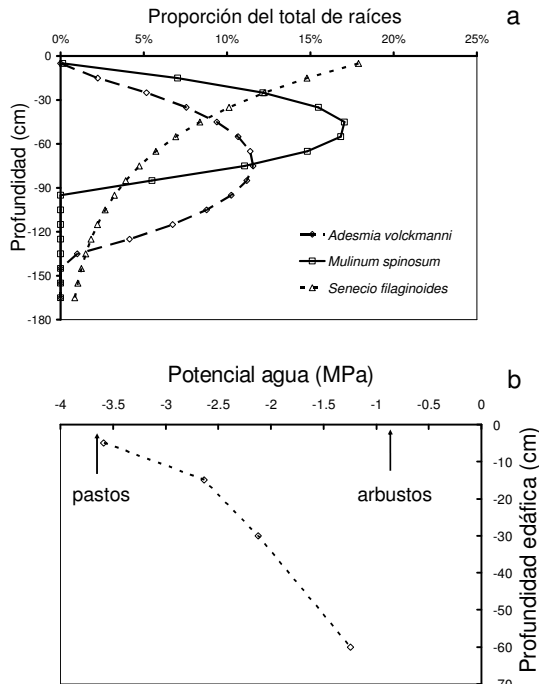 Proporción del total de raíces
a
0% 5% 10% 15% 20% 25%
0
-30
-60
-90
-120
-150
-180
Profundidad (cm)
Adesmia volckmanni
Mulinum spinosum
Senecio filaginoides
Potencial agua (MPa)
b
-4 -3.5 -3 -2.5 -2 -1.5 -1 -0.5 0
0
-10
-20
-30
-40
-50
-60
-70
pastos
arbustos
Profundidad edáfica (cm)